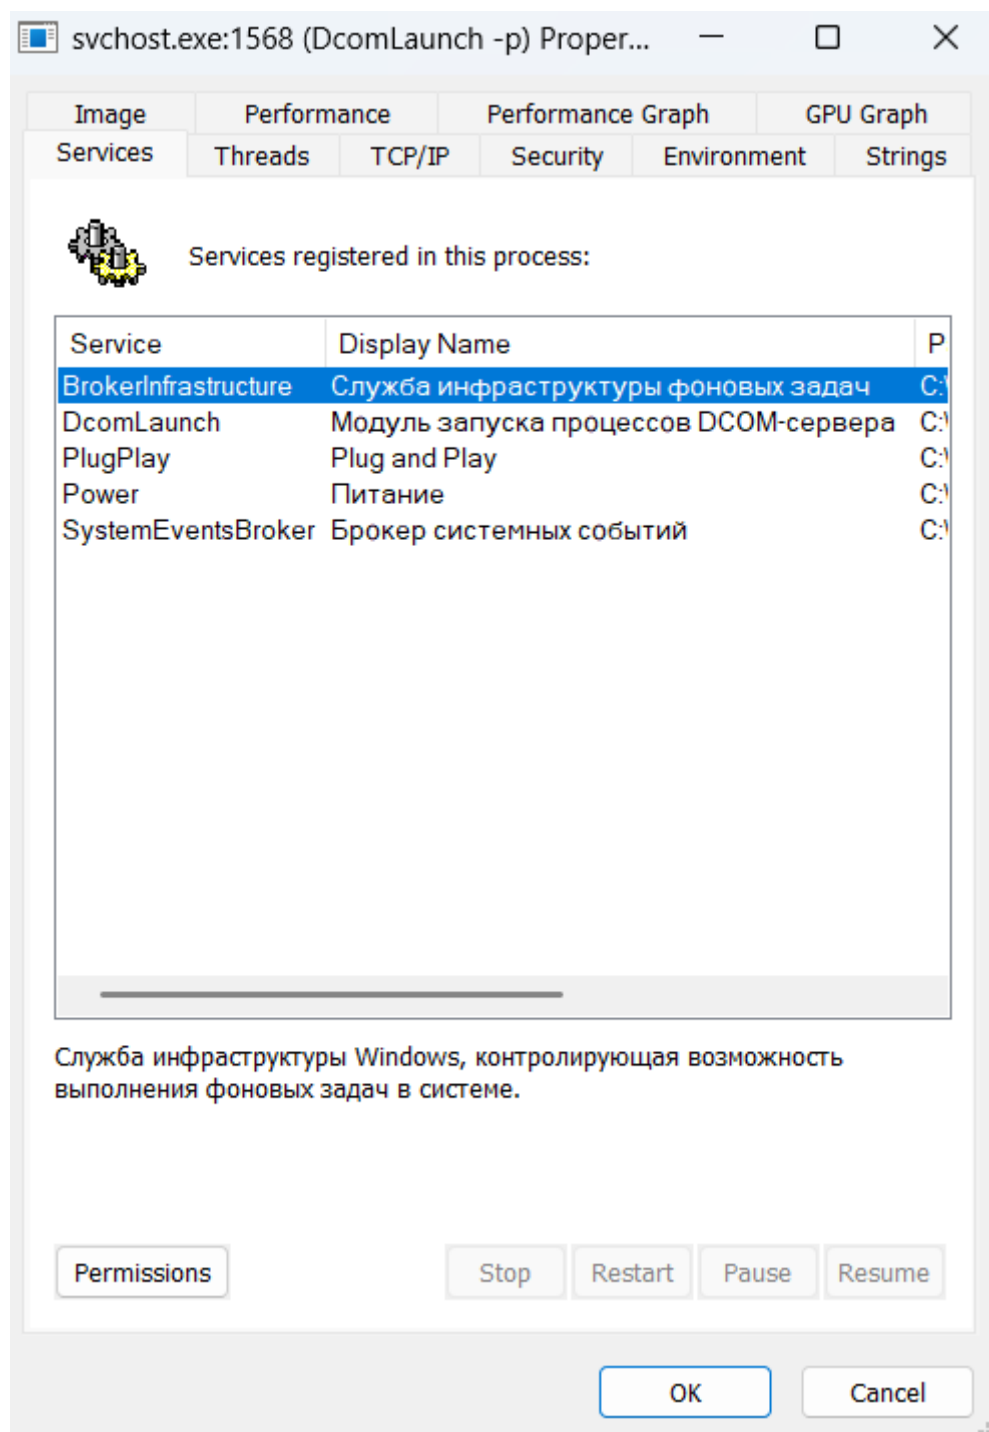 svchost.exe:1568 (DcomLaunch -p) Proper...
Image Performance Performance Graph GPU Graph
Services Threads TCP/IP Security Environment Strings
Services registered in this process:
Service Display Name P
BrokerInfrastructure Служба инфраструктуры фоновых задач C:\
DcomLaunch Модуль запуска процессов DCOM-сервера C:\
PlugPlay Plug and Play C:\
Power Питание C:\
SystemEventsBroker Брокер системных событий C:\
Служба инфраструктуры Windows, контролирующая возможность
выполнения фоновых задач в системе.
Permissions Stop Restart Pause Resume
OK Cancel